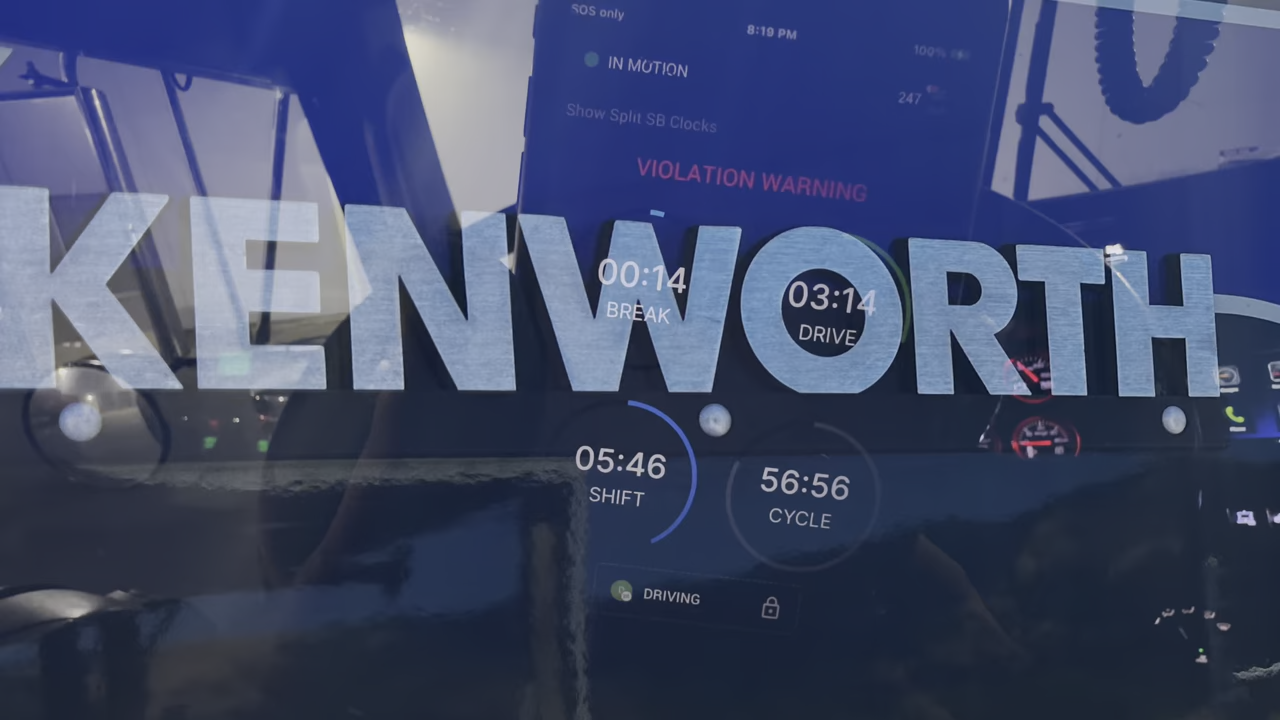 SOS only
8:19 PM
100%
IN MOTION
247
Show Split SB Clocks
VIOLATION WARNING
KENWORTH
00:14
BREAK
03:14
DRIVE
05:46
SHIFT
56:56
CYCLE
DRIVING